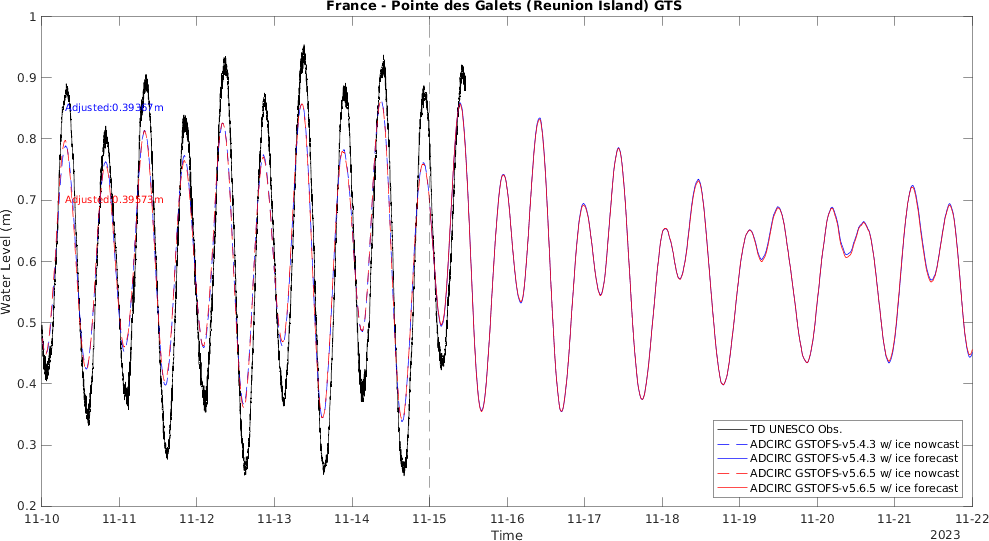 France - Pointe des Galets (Reunion Island) GTS
1
0.9
0.8
0.7
0.6
0.5
0.4
0.3
0.2
Water Level (m)
Adjusted:0.39367m
Adjusted:0.39573m
TD UNESCO Obs.
ADCIRC GSTOFS-v5.4.3 w/ ice nowcast
ADCIRC GSTOFS-v5.4.3 w/ ice forecast
ADCIRC GSTOFS-v5.6.5 w/ ice nowcast
ADCIRC GSTOFS-v5.6.5 w/ ice forecast
11-10 11-11 11-12 11-13 11-14 11-15 11-16 11-17 11-18 11-19 11-20 11-21 11-22
Time
2023